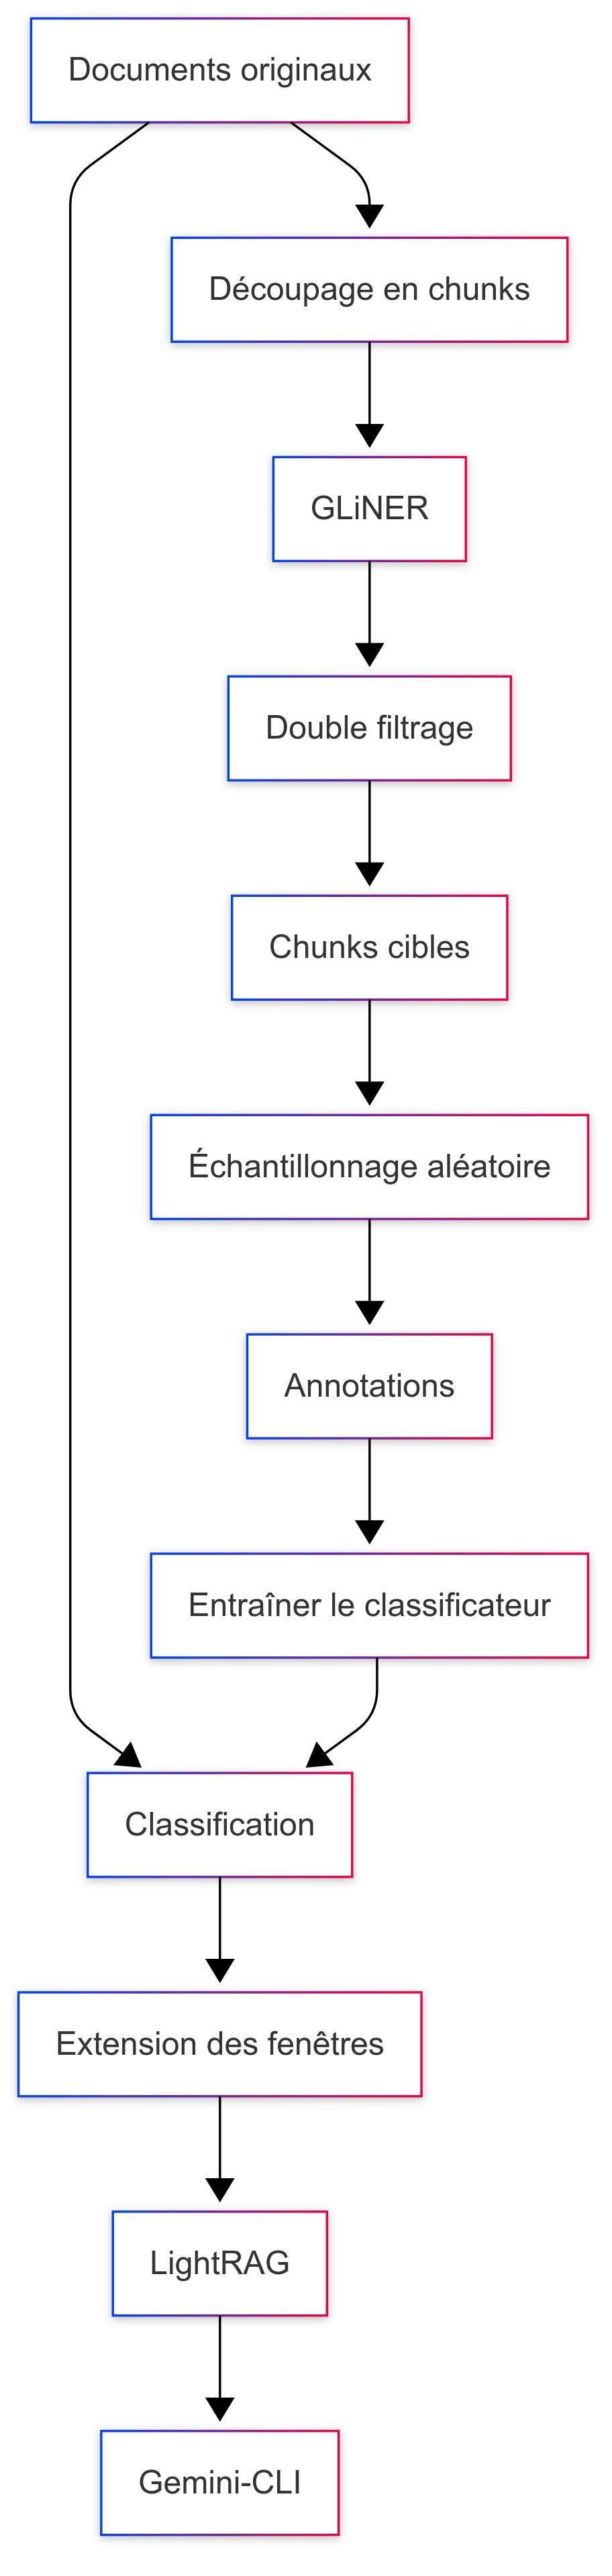 Documents originaux
Découpage en chunks
GLiNER
Double filtrage
Chunks cibles
Échantillonnage aléatoire
Annotations
Entraîner le classificateur
Classification
Extension des fenêtres
LightRAG
Gemini-CLI